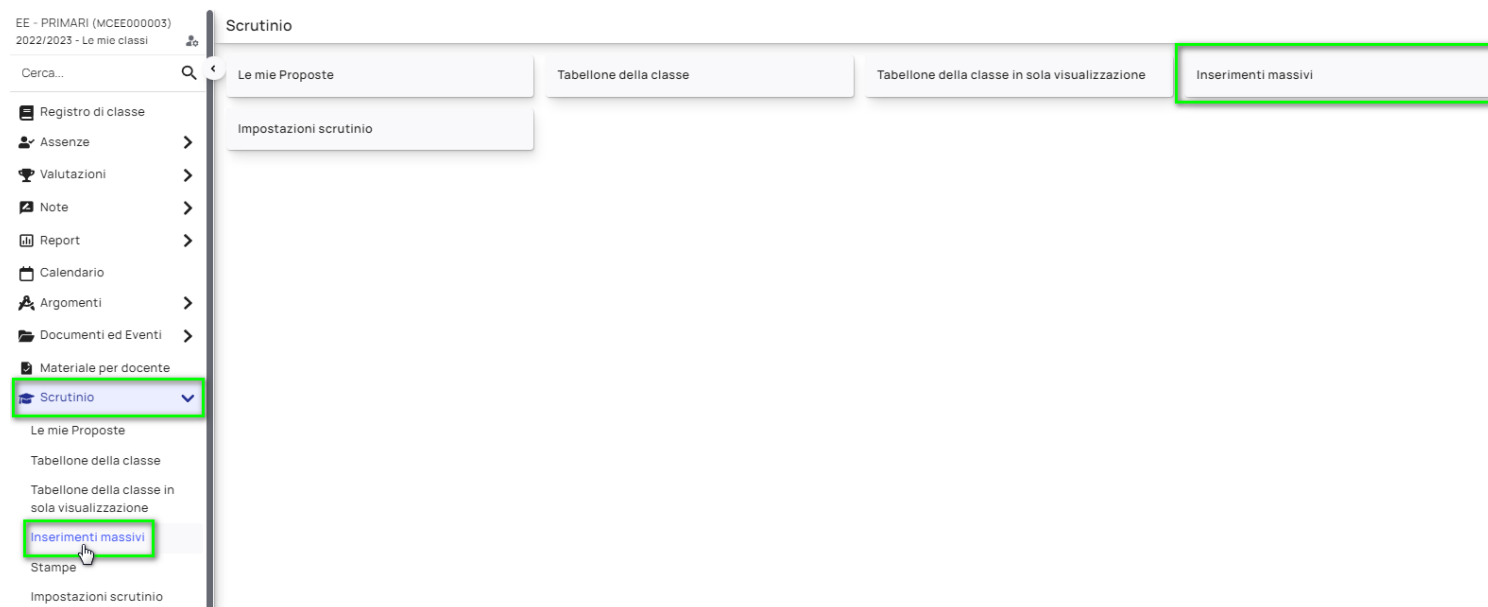 EE - PRIMARI (MCEE000003)
2022/2023 - Le mie classi
Cerca...
Registro di classe
Assenze
Valutazioni
Note
Report
Calendario
Argomenti
Documenti ed Eventi
Materiale per docente
Scrutinio
Le mie Proposte
Tabellone della classe
Tabellone della classe in
sola visualizzazione
Inserimenti massivi
Stampe
Impostazioni scrutinio
Scrutinio
Le mie Proposte
Tabellone della classe
Tabellone della classe in sola visualizzazione
Inserimenti massivi
Impostazioni scrutinio